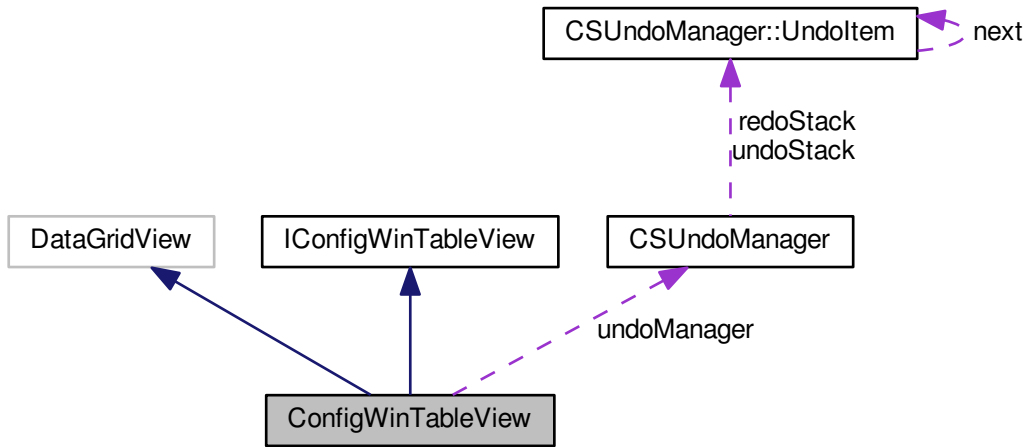 CSUndoManager::UndoItem
next
redoStack
undoStack
DataGridView
IConfigWinTableView
CSUndoManager
undoManager
ConfigWinTableView